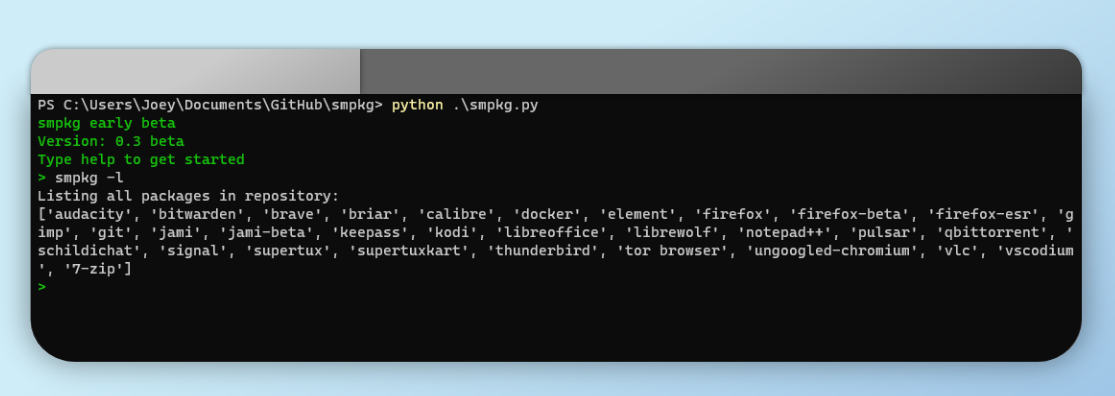 PS C:\Users\Joey\Documents\GitHub\smpkg> python .\smpkg.py
smpkg early beta
Version: 0.3 beta
Type help to get started
> smpkg -l
Listing all packages in repository:
['audacity', 'bitwarden', 'brave', 'briar', 'calibre', 'docker', 'element', 'firefox', 'firefox-beta', 'firefox-esr', 'g
imp', 'git', 'jami', 'jami-beta', 'keepass', 'kodi', 'libreoffice', 'librewolf', 'notepad++', 'pulsar', 'qbittorrent', '
schildichat', 'signal', 'supertux', 'supertuxkart', 'thunderbird', 'tor browser', 'ungoogled-chromium', 'vlc', 'vscodium
', '7-zip']
>